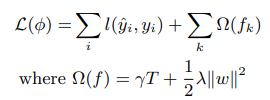 ℒ(ϕ) = ∑_i l(ŷ_i, y_i) + ∑_k Ω(f_k)
where Ω(f) = γT + ½λ‖w‖²